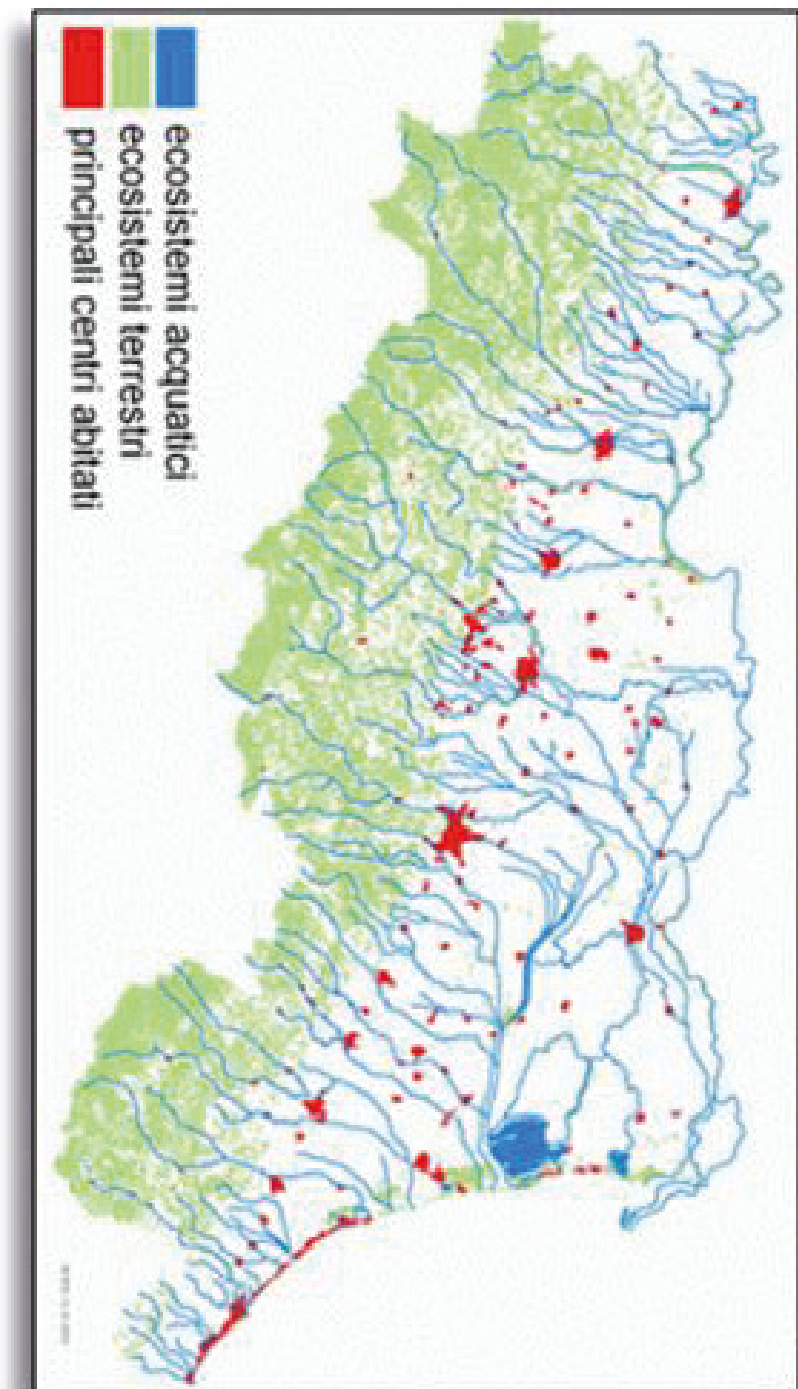 ecosistemi acquatici
ecosistemi terrestri
principali centri abitati